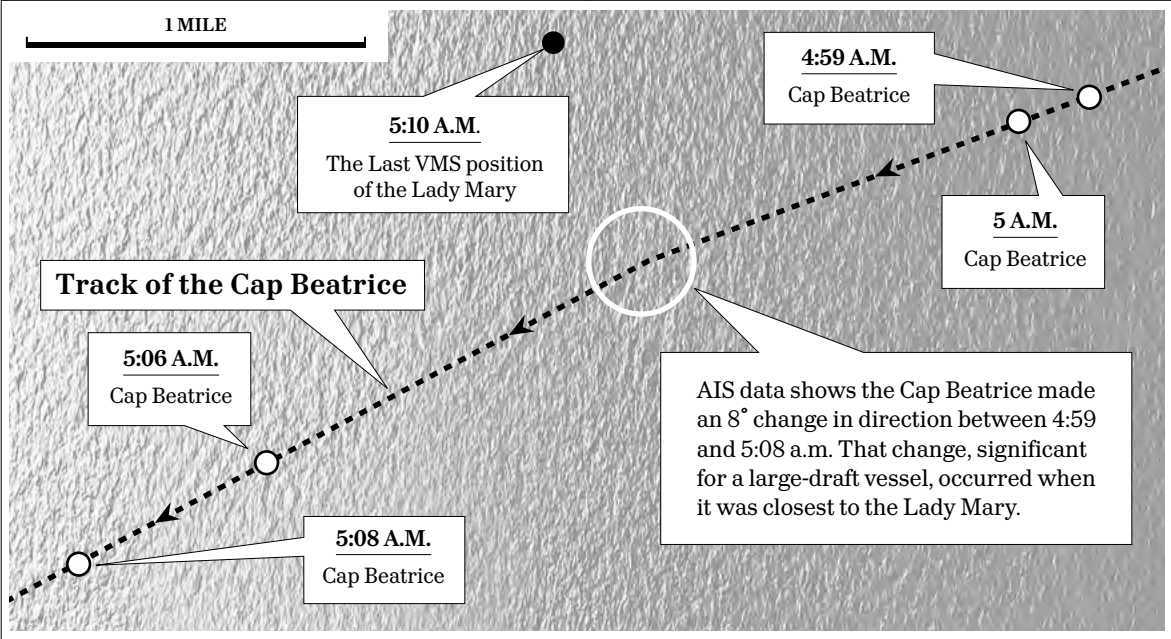 1 MILE
4:59 A.M.
Cap Beatrice
5:10 A.M.
The Last VMS position
of the Lady Mary
5 A.M.
Cap Beatrice
Track of the Cap Beatrice
5:06 A.M.
Cap Beatrice
AIS data shows the Cap Beatrice made
an 8˚ change in direction between 4:59
and 5:08 a.m. That change, significant
for a large-draft vessel, occurred when
it was closest to the Lady Mary.
5:08 A.M.
Cap Beatrice